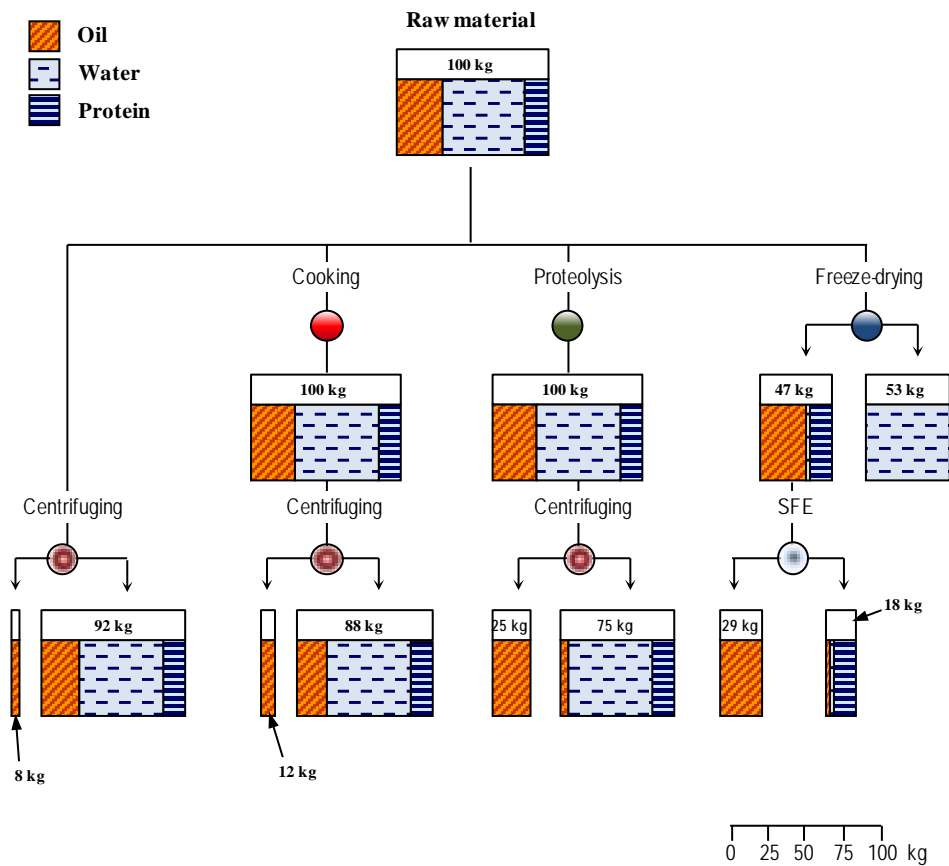 Raw material
Oil
Water
Protein
100 kg
Cooking
Proteolysis
Freeze-drying
100 kg
100 kg
47 kg
53 kg
Centrifuging
Centrifuging
Centrifuging
SFE
92 kg
88 kg
25 kg
75 kg
29 kg
18 kg
8 kg
12 kg
0 25 50 75 100 kg